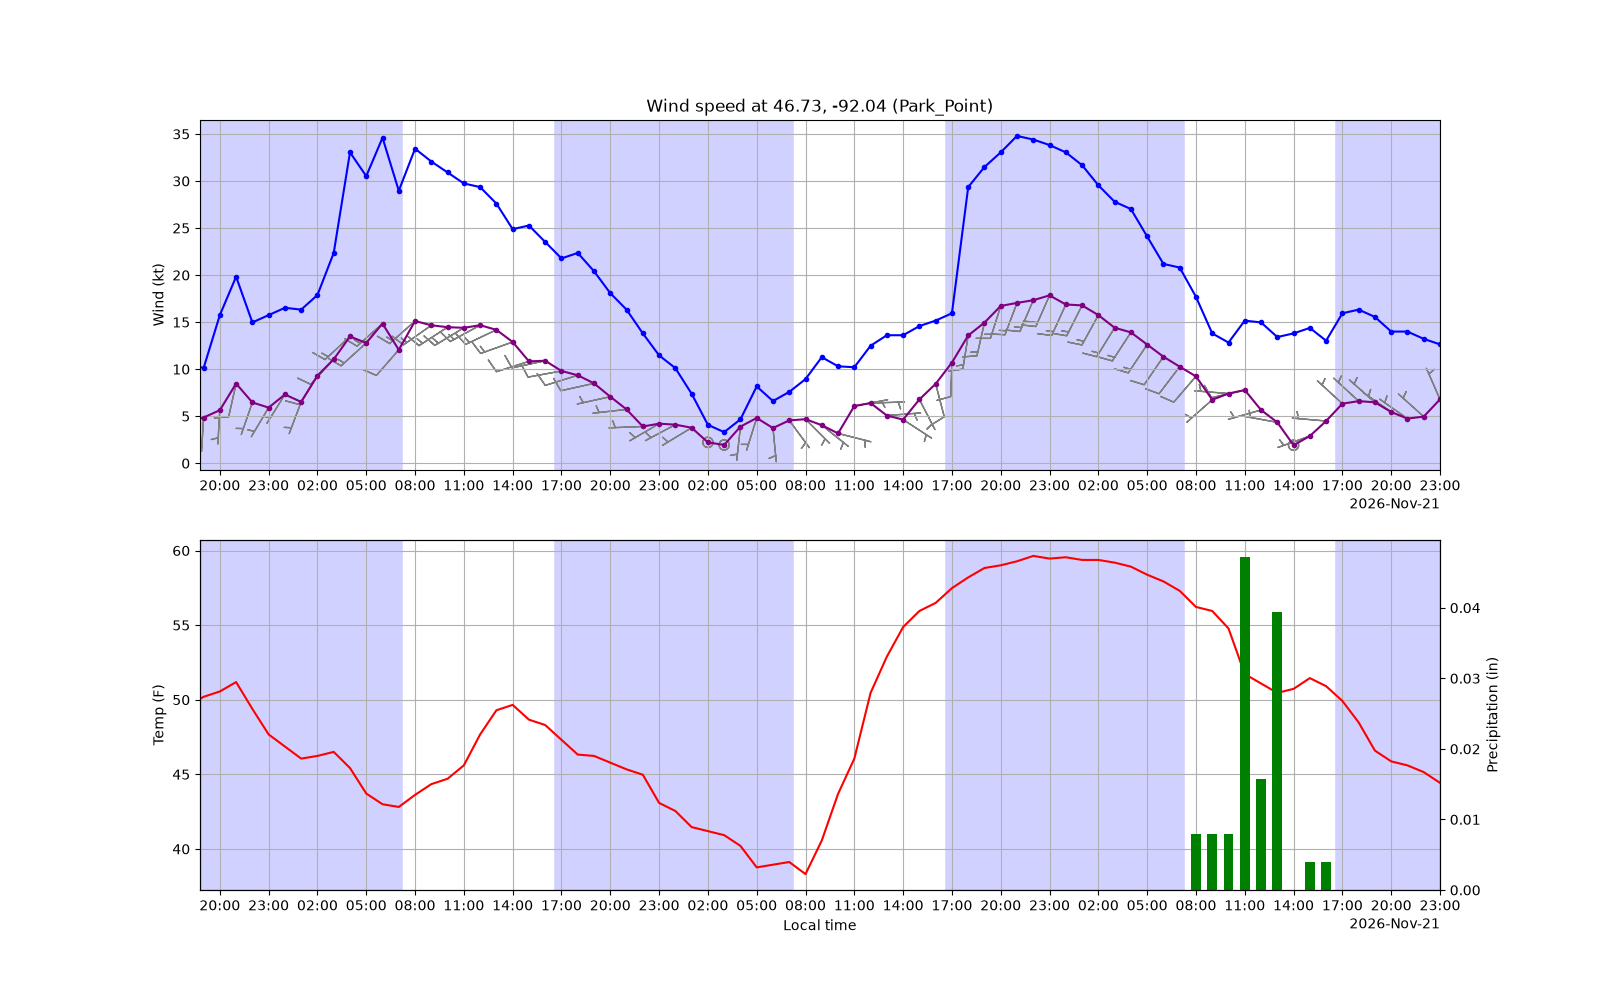 Wind speed at 46.73, -92.04 (Park_Point)
Wind (kt)
35
30
25
20
15
10
5
0
20:00 23:00 02:00 05:00 08:00 11:00 14:00 17:00 20:00 23:00 02:00 05:00 08:00 11:00 14:00 17:00 20:00 23:00 02:00 05:00 08:00 11:00 14:00 17:00 20:00 23:00
2026-Nov-21
Temp (F)
60
55
50
45
40
0.04
0.03
0.02
0.01
0.00
Precipitation (in)
20:00 23:00 02:00 05:00 08:00 11:00 14:00 17:00 20:00 23:00 02:00 05:00 08:00 11:00 14:00 17:00 20:00 23:00 02:00 05:00 08:00 11:00 14:00 17:00 20:00 23:00
Local time
2026-Nov-21